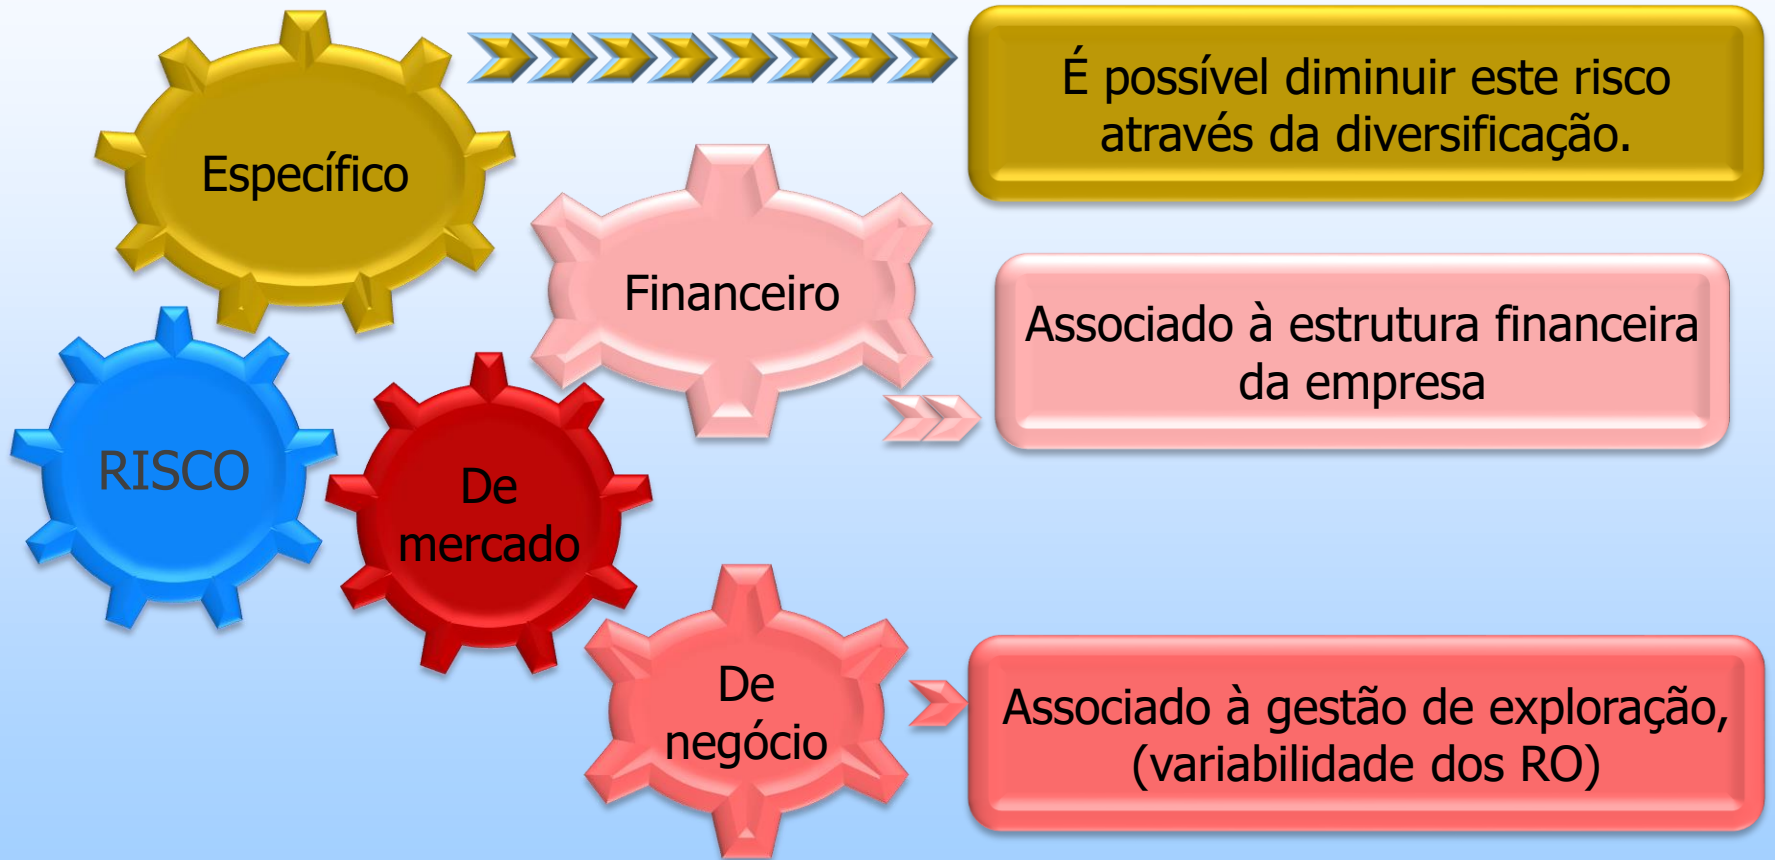 Específico
É possível diminuir este risco
através da diversificação.
Financeiro
Associado à estrutura financeira
da empresa
RISCO
De
mercado
De
negócio
Associado à gestão de exploração,
(variabilidade dos RO)